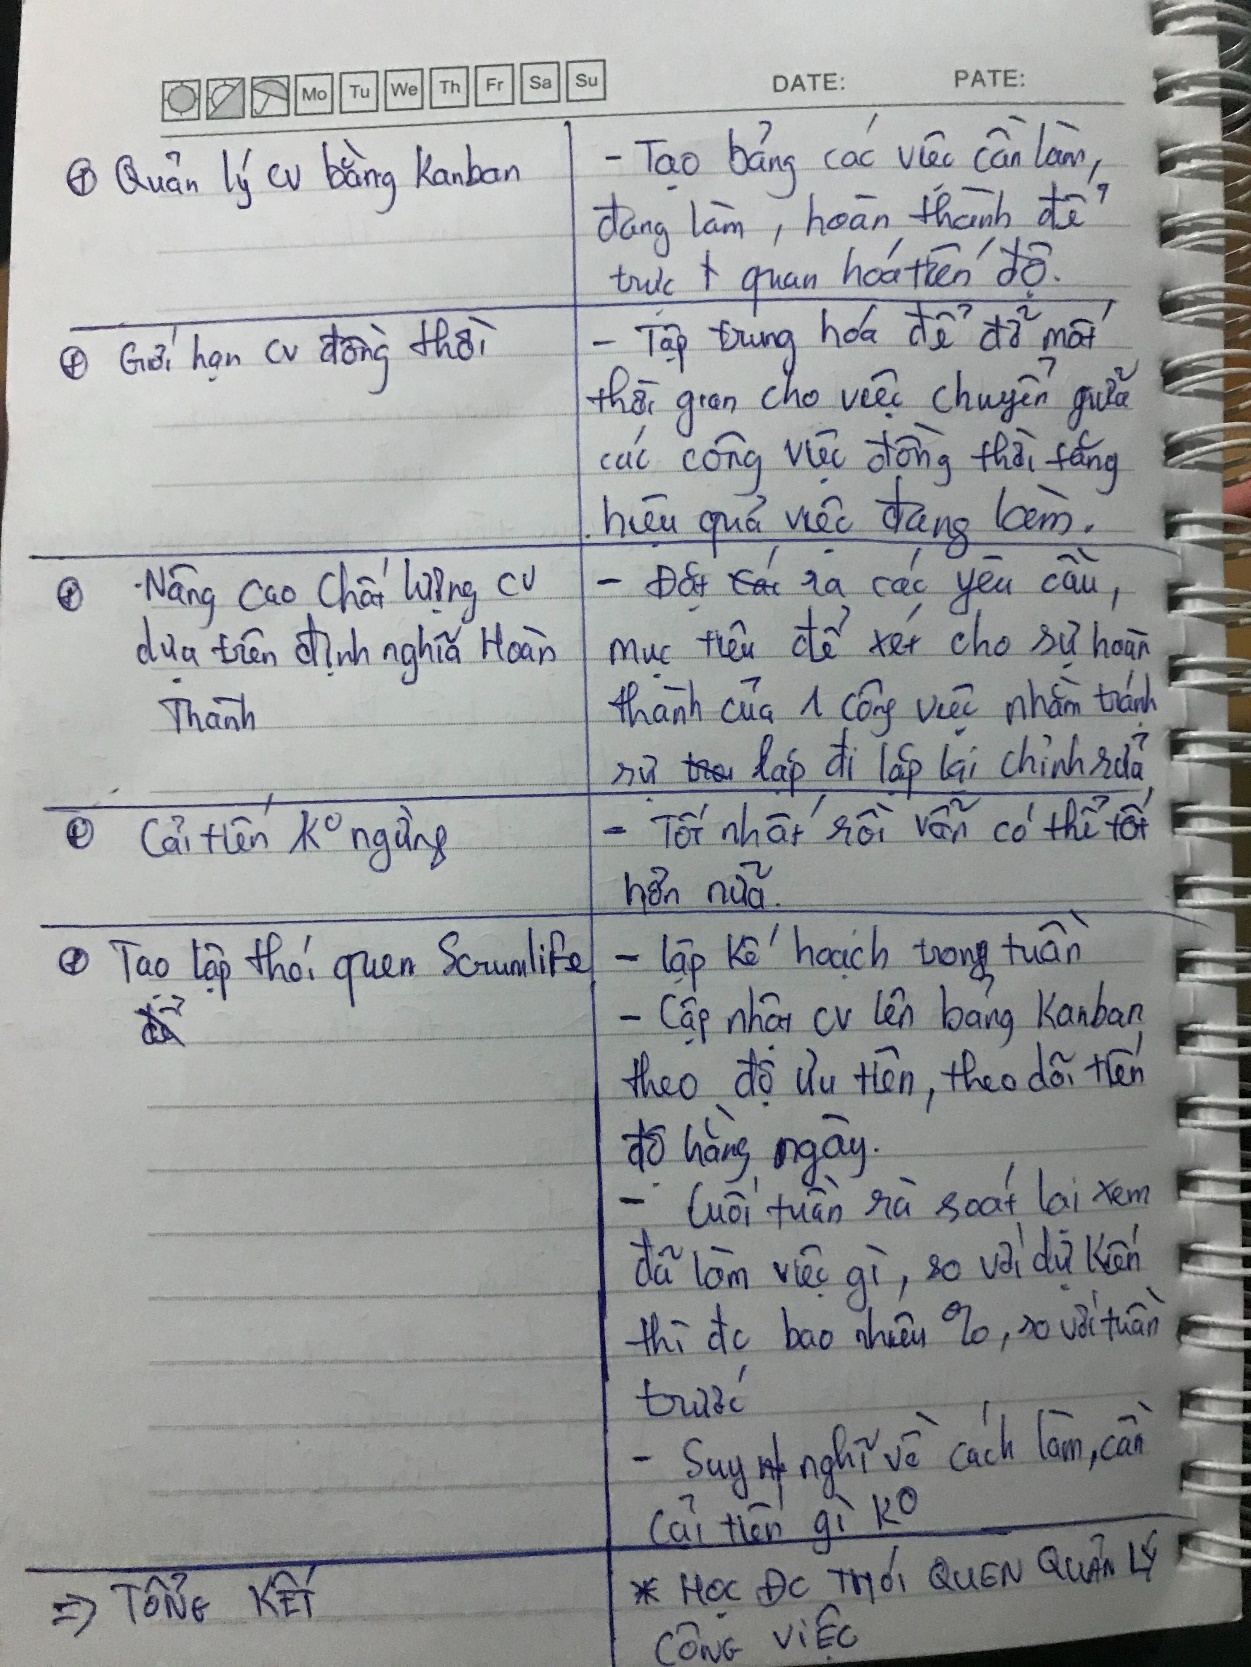 Mo Tu We Th Fr Sa Su
DATE: PATE:
Quản lý cv bằng Kanban
- Tạo bảng các việc cần làm,
đang làm, hoàn thành để
trực quan hoá tiến độ.
Giới hạn cv đồng thời
- Tập trung hoá để đỡ mất
thời gian cho việc chuyển giữa
các công việc đồng thời tăng
hiệu quả việc đang làm.
Nâng cao chất lượng cv
dựa trên định nghĩa Hoàn
Thành
- Đặt ra các yêu cầu,
mục tiêu để xét cho sự hoàn
thành của 1 công việc nhằm tránh
sự lặp đi lặp lại chỉnh sửa
Cải tiến ko ngừng
- Tốt nhất rồi vẫn có thể tốt
hơn nữa.
Tạo lập thói quen Scrumlife
- lập kế hoạch trong tuần
- Cập nhật cv lên bảng Kanban
theo độ ưu tiên, theo dõi tiến
độ hằng ngày.
- Cuối tuần rà soát lại xem
đã làm việc gì, so với dự kiến
thì đc bao nhiêu %, so với tuần
trước
- Suy nghĩ về cách làm, cần
cải tiến gì ko
⇒ TỔNG KẾT
* HỌC ĐC THÓI QUEN QUẢN LÝ
CÔNG VIỆC